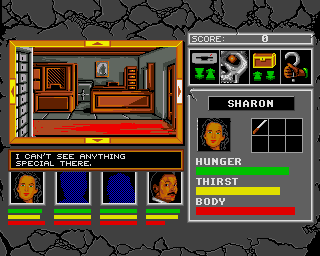 SCORE: 0
SHARON
I CAN'T SEE ANYTHING
SPECIAL THERE.
HUNGER
THIRST
BODY